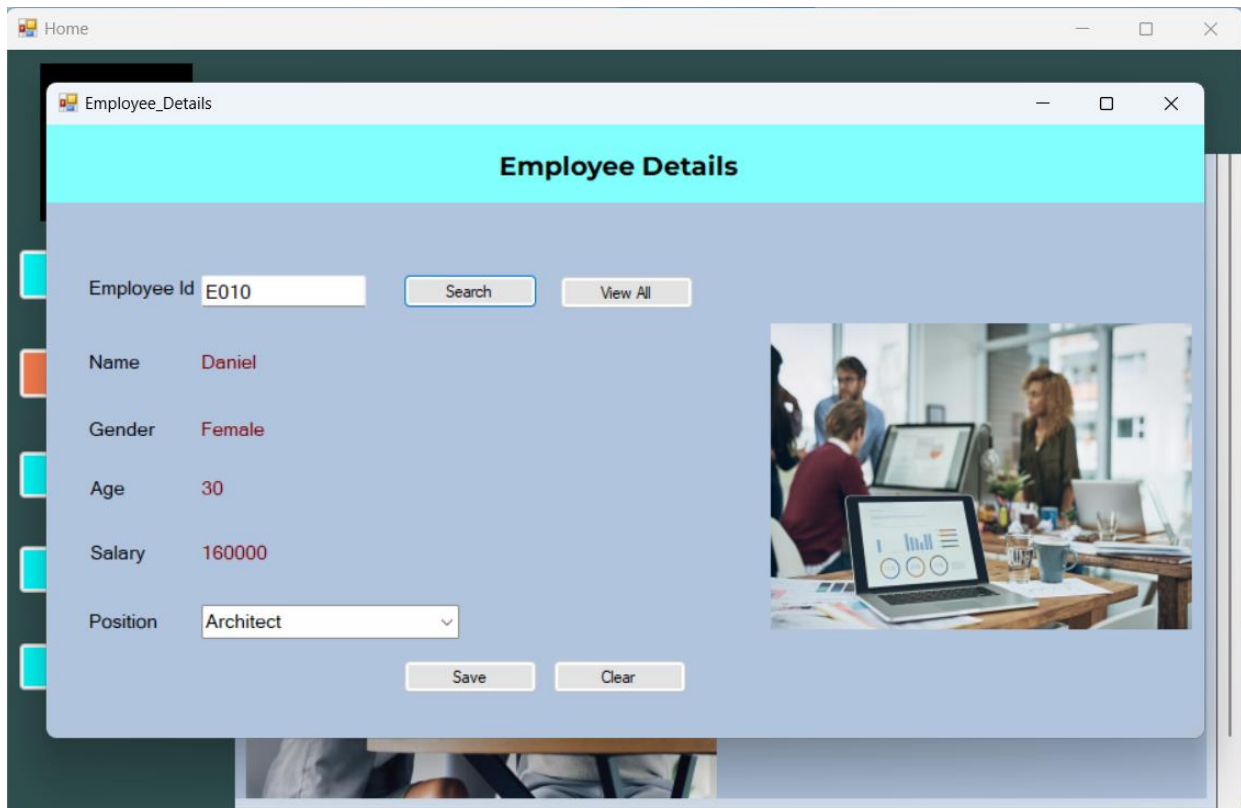 Home
Employee_Details
Employee Details
Employee Id E010 Search View All
Name Daniel
Gender Female
Age 30
Salary 160000
Position Architect
Save Clear